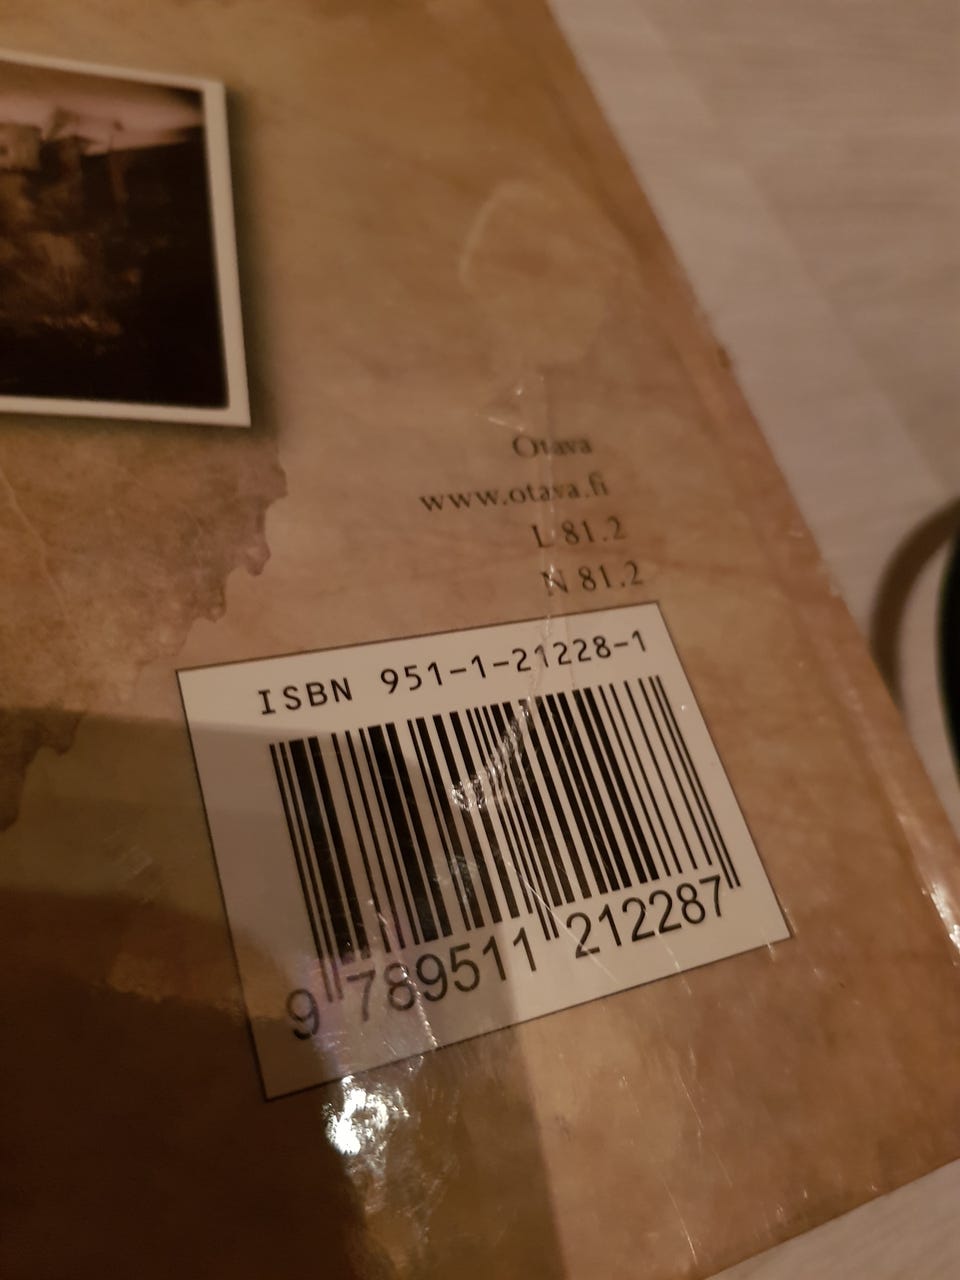 Otava
www.otava.fi
L 81.2
N 81.2
ISBN 951-1-21228-1
9 789511 212287